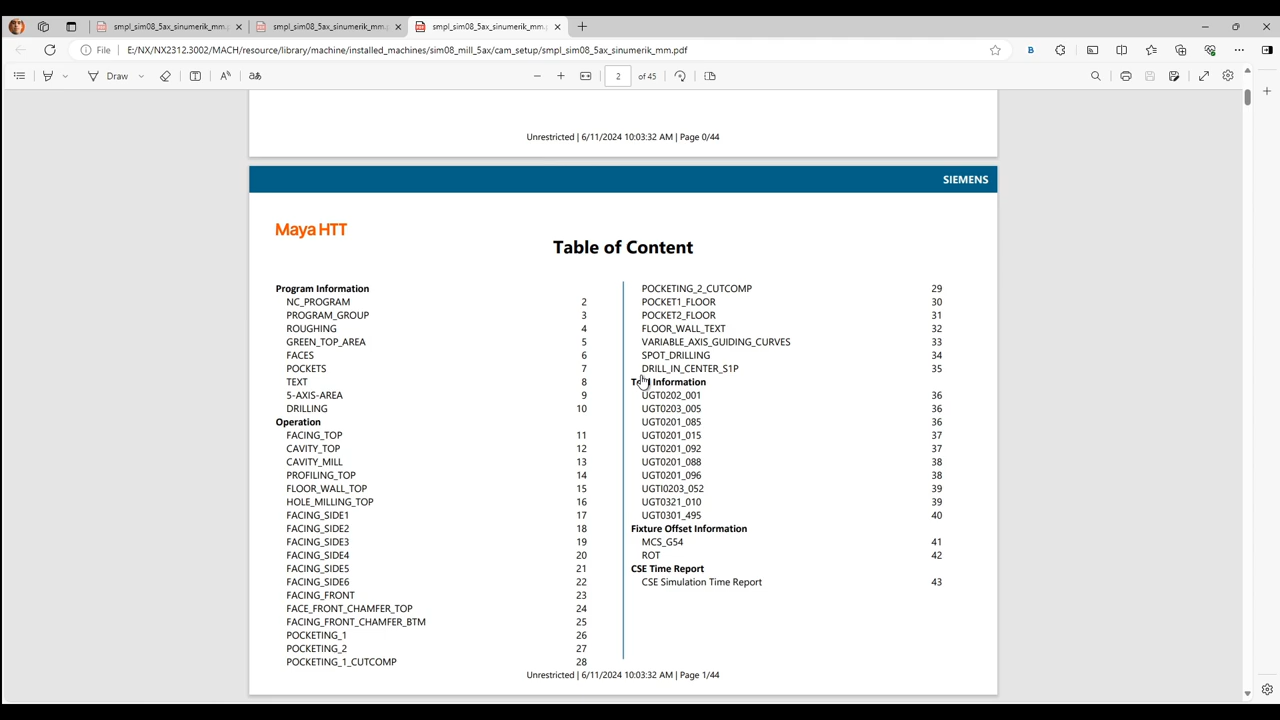 smpl_sim08_5ax_sinumerik_mm.p
smpl_sim08_5ax_sinumerik_mm.p
smpl_sim08_5ax_sinumerik_mm.p
File
E:/NX/NX2312.3002/MACH/resource/library/machine/installed_machines/sim08_mill_5ax/cam_setup/smpl_sim08_5ax_sinumerik_mm.pdf
Draw
2 of 45
Unrestricted | 6/11/2024 10:03:32 AM | Page 0/44
SIEMENS
Maya HTT
Table of Content
Program Information
NC_PROGRAM 2
PROGRAM_GROUP 3
ROUGHING 4
GREEN_TOP_AREA 5
FACES 6
POCKETS 7
TEXT 8
5-AXIS-AREA 9
DRILLING 10
Operation
FACING_TOP 11
CAVITY_TOP 12
CAVITY_MILL 13
PROFILING_TOP 14
FLOOR_WALL_TOP 15
HOLE_MILLING_TOP 16
FACING_SIDE1 17
FACING_SIDE2 18
FACING_SIDE3 19
FACING_SIDE4 20
FACING_SIDE5 21
FACING_SIDE6 22
FACING_FRONT 23
FACE_FRONT_CHAMFER_TOP 24
FACING_FRONT_CHAMFER_BTM 25
POCKETING_1 26
POCKETING_2 27
POCKETING_1_CUTCOMP 28
POCKETING_2_CUTCOMP 29
POCKET1_FLOOR 30
POCKET2_FLOOR 31
FLOOR_WALL_TEXT 32
VARIABLE_AXIS_GUIDING_CURVES 33
SPOT_DRILLING 34
DRILL_IN_CENTER_S1P 35
Tool Information
UGT0202_001 36
UGT0203_005 36
UGT0201_085 36
UGT0201_015 37
UGT0201_092 37
UGT0201_088 38
UGT0201_096 38
UGTI0203_052 39
UGT0321_010 39
UGT0301_495 40
Fixture Offset Information
MCS_G54 41
ROT 42
CSE Time Report
CSE Simulation Time Report 43
Unrestricted | 6/11/2024 10:03:32 AM | Page 1/44